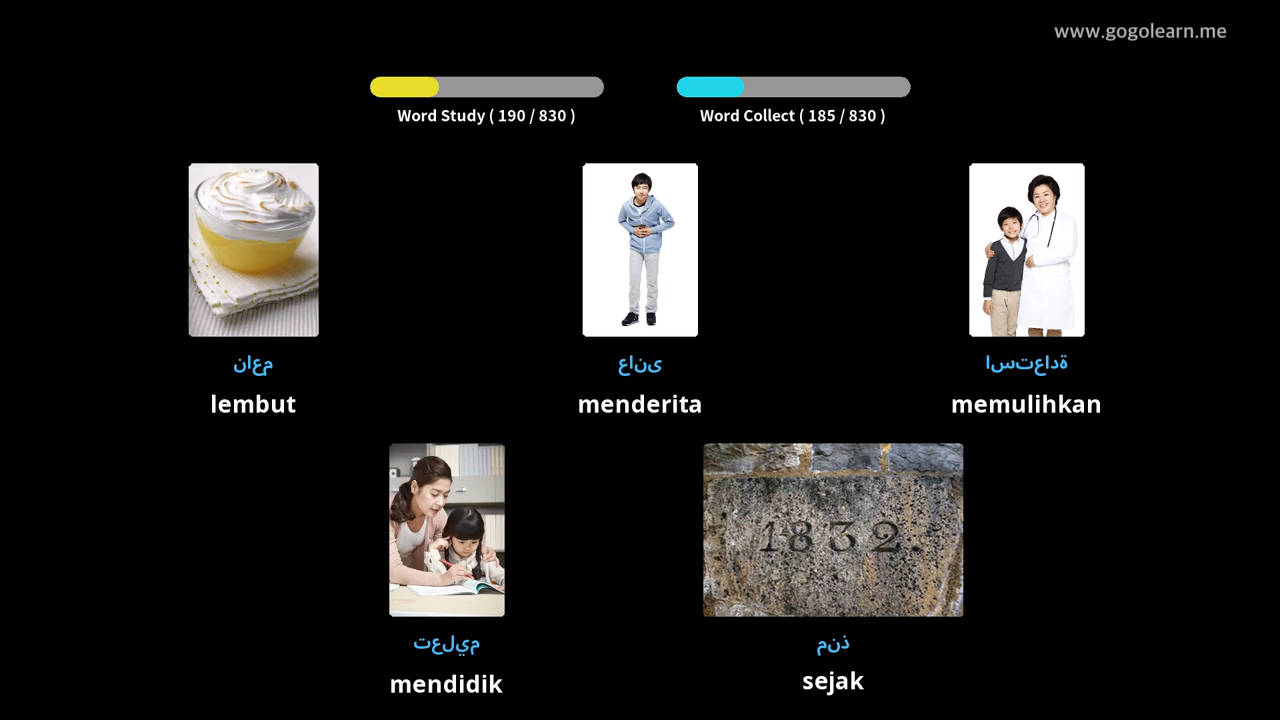 www.gogolearn.me
Word Study ( 190 / 830 )
Word Collect ( 185 / 830 )
ناعم
عانى
استعادة
lembut
menderita
memulihkan
تعليم
منذ
mendidik
sejak
1832.